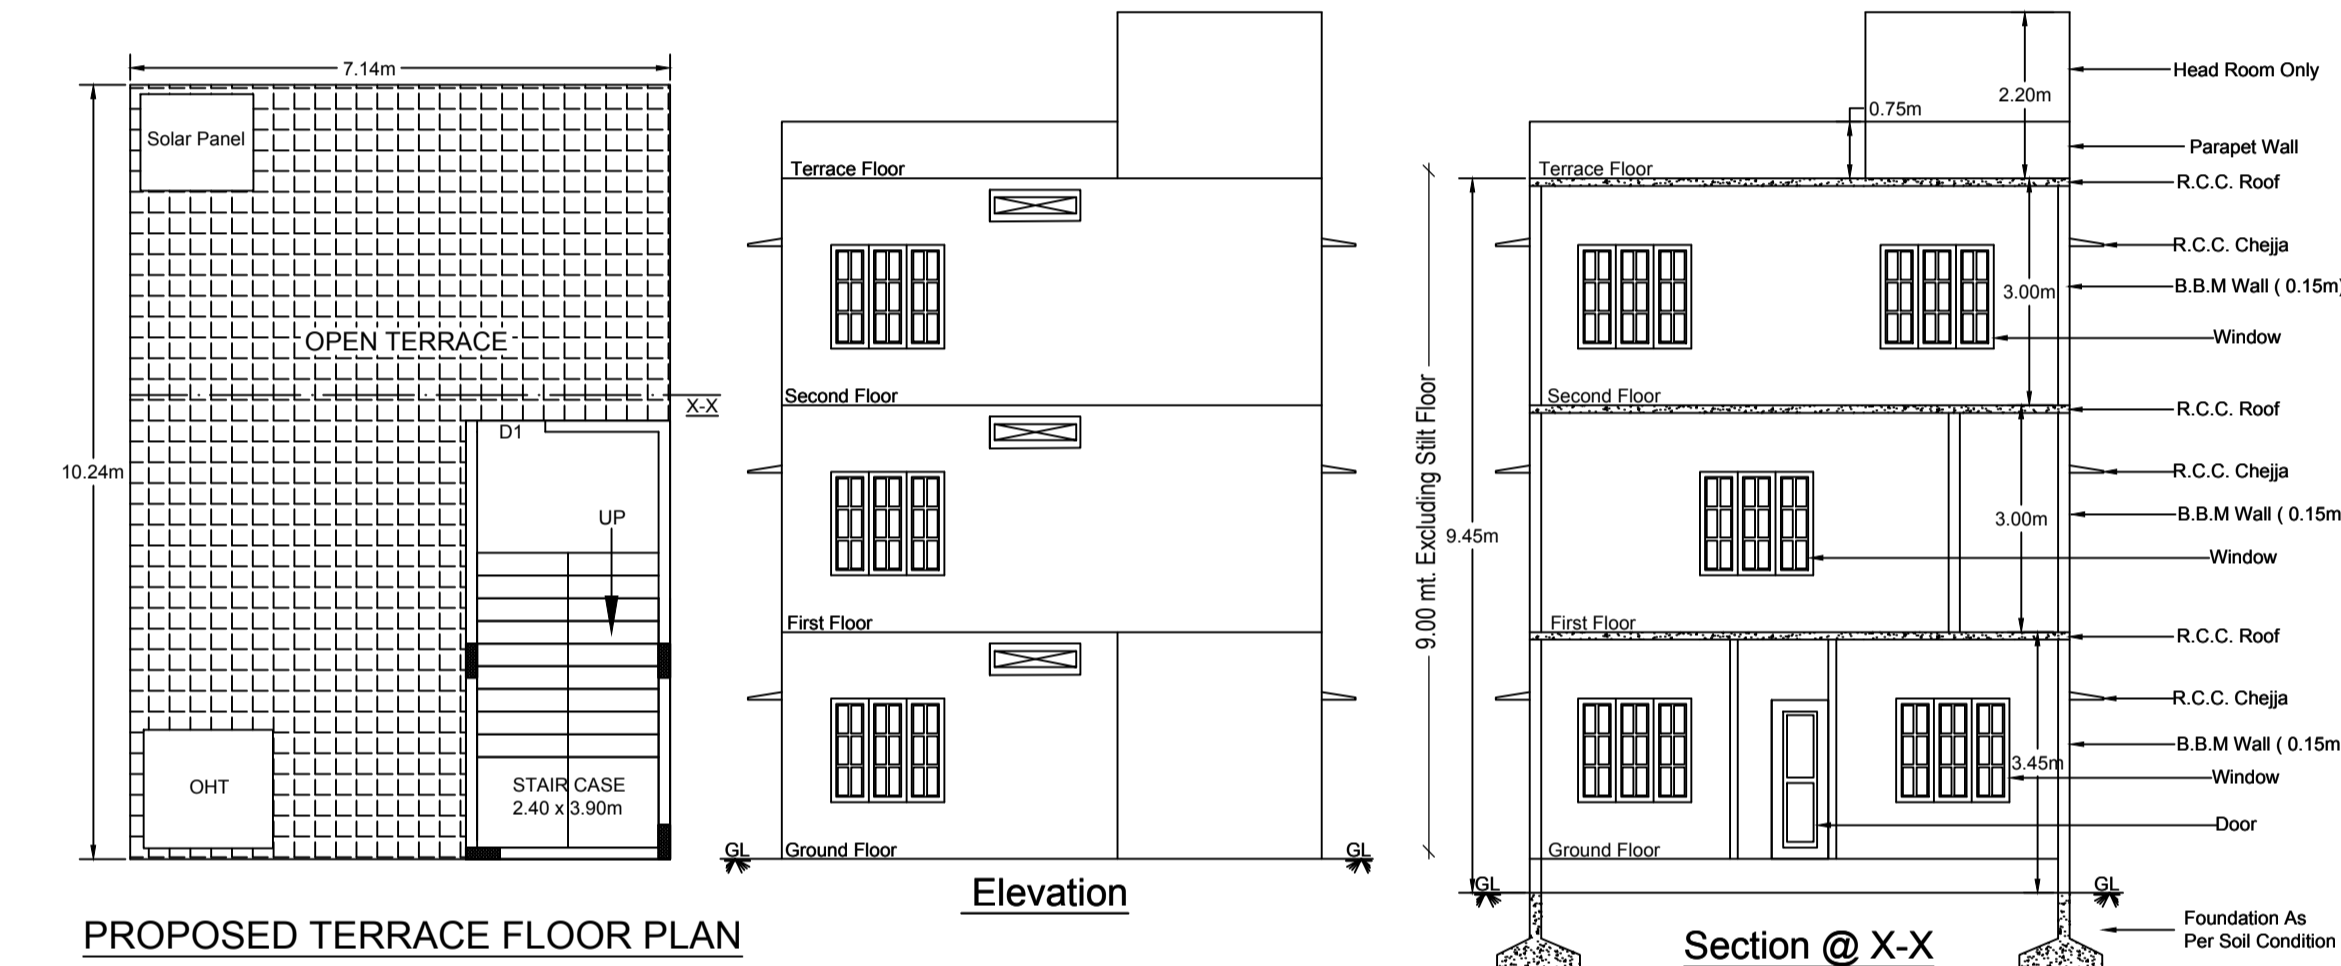 7.14m
Solar Panel
OPEN TERRACE
X-X
D1
10.24m
UP
OHT
STAIR CASE
2.40 x 3.90m
PROPOSED TERRACE FLOOR PLAN
Terrace Floor
Second Floor
First Floor
GL
Ground Floor
GL
Elevation
9.00 mt. Excluding Stilt Floor
9.45m
0.75m
2.20m
Terrace Floor
3.00m
Second Floor
3.00m
First Floor
3.45m
Ground Floor
GL
GL
Section @ X-X
Head Room Only
Parapet Wall
R.C.C. Roof
R.C.C. Chejja
B.B.M Wall ( 0.15m)
Window
R.C.C. Roof
R.C.C. Chejja
B.B.M Wall ( 0.15m
Window
R.C.C. Roof
R.C.C. Chejja
B.B.M Wall ( 0.15m
Window
Door
Foundation As
Per Soil Condition